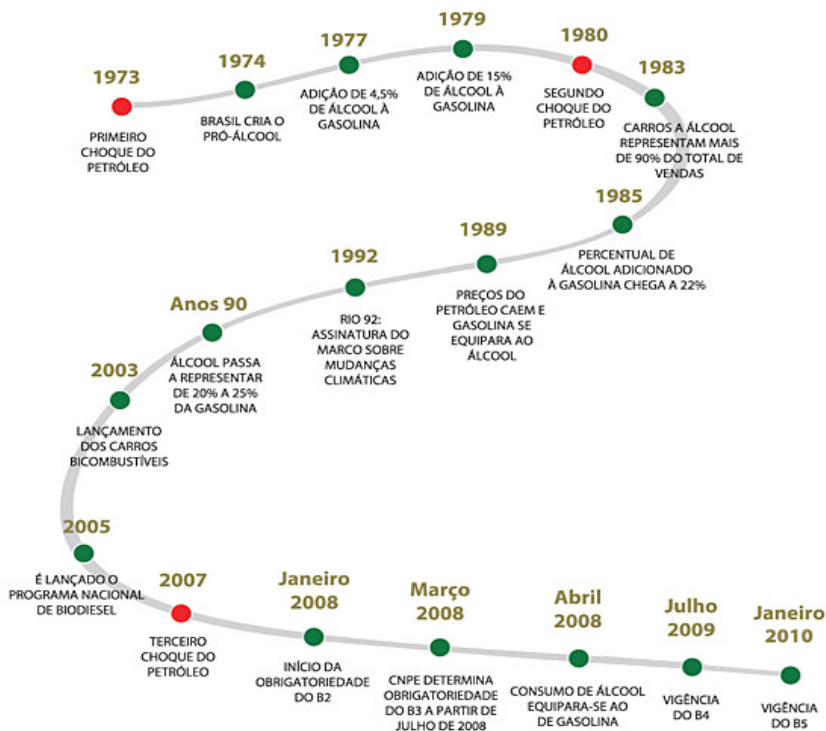 1973
PRIMEIRO
CHOQUE DO
PETRÓLEO
1974
BRASIL CRIA O
PRÓ-ÁLCOOL
1977
ADIÇÃO DE 4,5%
DE ÁLCOOL À
GASOLINA
1979
ADIÇÃO DE 15%
DE ÁLCOOL À
GASOLINA
1980
SEGUNDO
CHOQUE DO
PETRÓLEO
1983
CARROS A ÁLCOOL
REPRESENTAM MAIS
DE 90% DO TOTAL DE
VENDAS
1985
PERCENTUAL DE
ÁLCOOL ADICIONADO
À GASOLINA CHEGA A 22%
1989
PREÇOS DO
PETRÓLEO CAEM E
GASOLINA SE
EQUIPARA AO
ÁLCOOL
1992
RIO 92:
ASSINATURA DO
MARCO SOBRE
MUDANÇAS
CLIMÁTICAS
Anos 90
ÁLCOOL PASSA
A REPRESENTAR
DE 20% A 25%
DA GASOLINA
2003
LANÇAMENTO
DOS CARROS
BICOMBUSTÍVEIS
2005
É LANÇADO O
PROGRAMA NACIONAL
DE BIODIESEL
2007
TERCEIRO
CHOQUE DO
PETRÓLEO
Janeiro
2008
INÍCIO DA
OBRIGATORIEDADE
DO B2
Março
2008
CNPE DETERMINA
OBRIGATORIEDADE
DO B3 A PARTIR DE
JULHO DE 2008
Abril
2008
CONSUMO DE ÁLCOOL
EQUIPARA-SE AO
DE GASOLINA
Julho
2009
VIGÊNCIA
DO B4
Janeiro
2010
VIGÊNCIA
DO B5